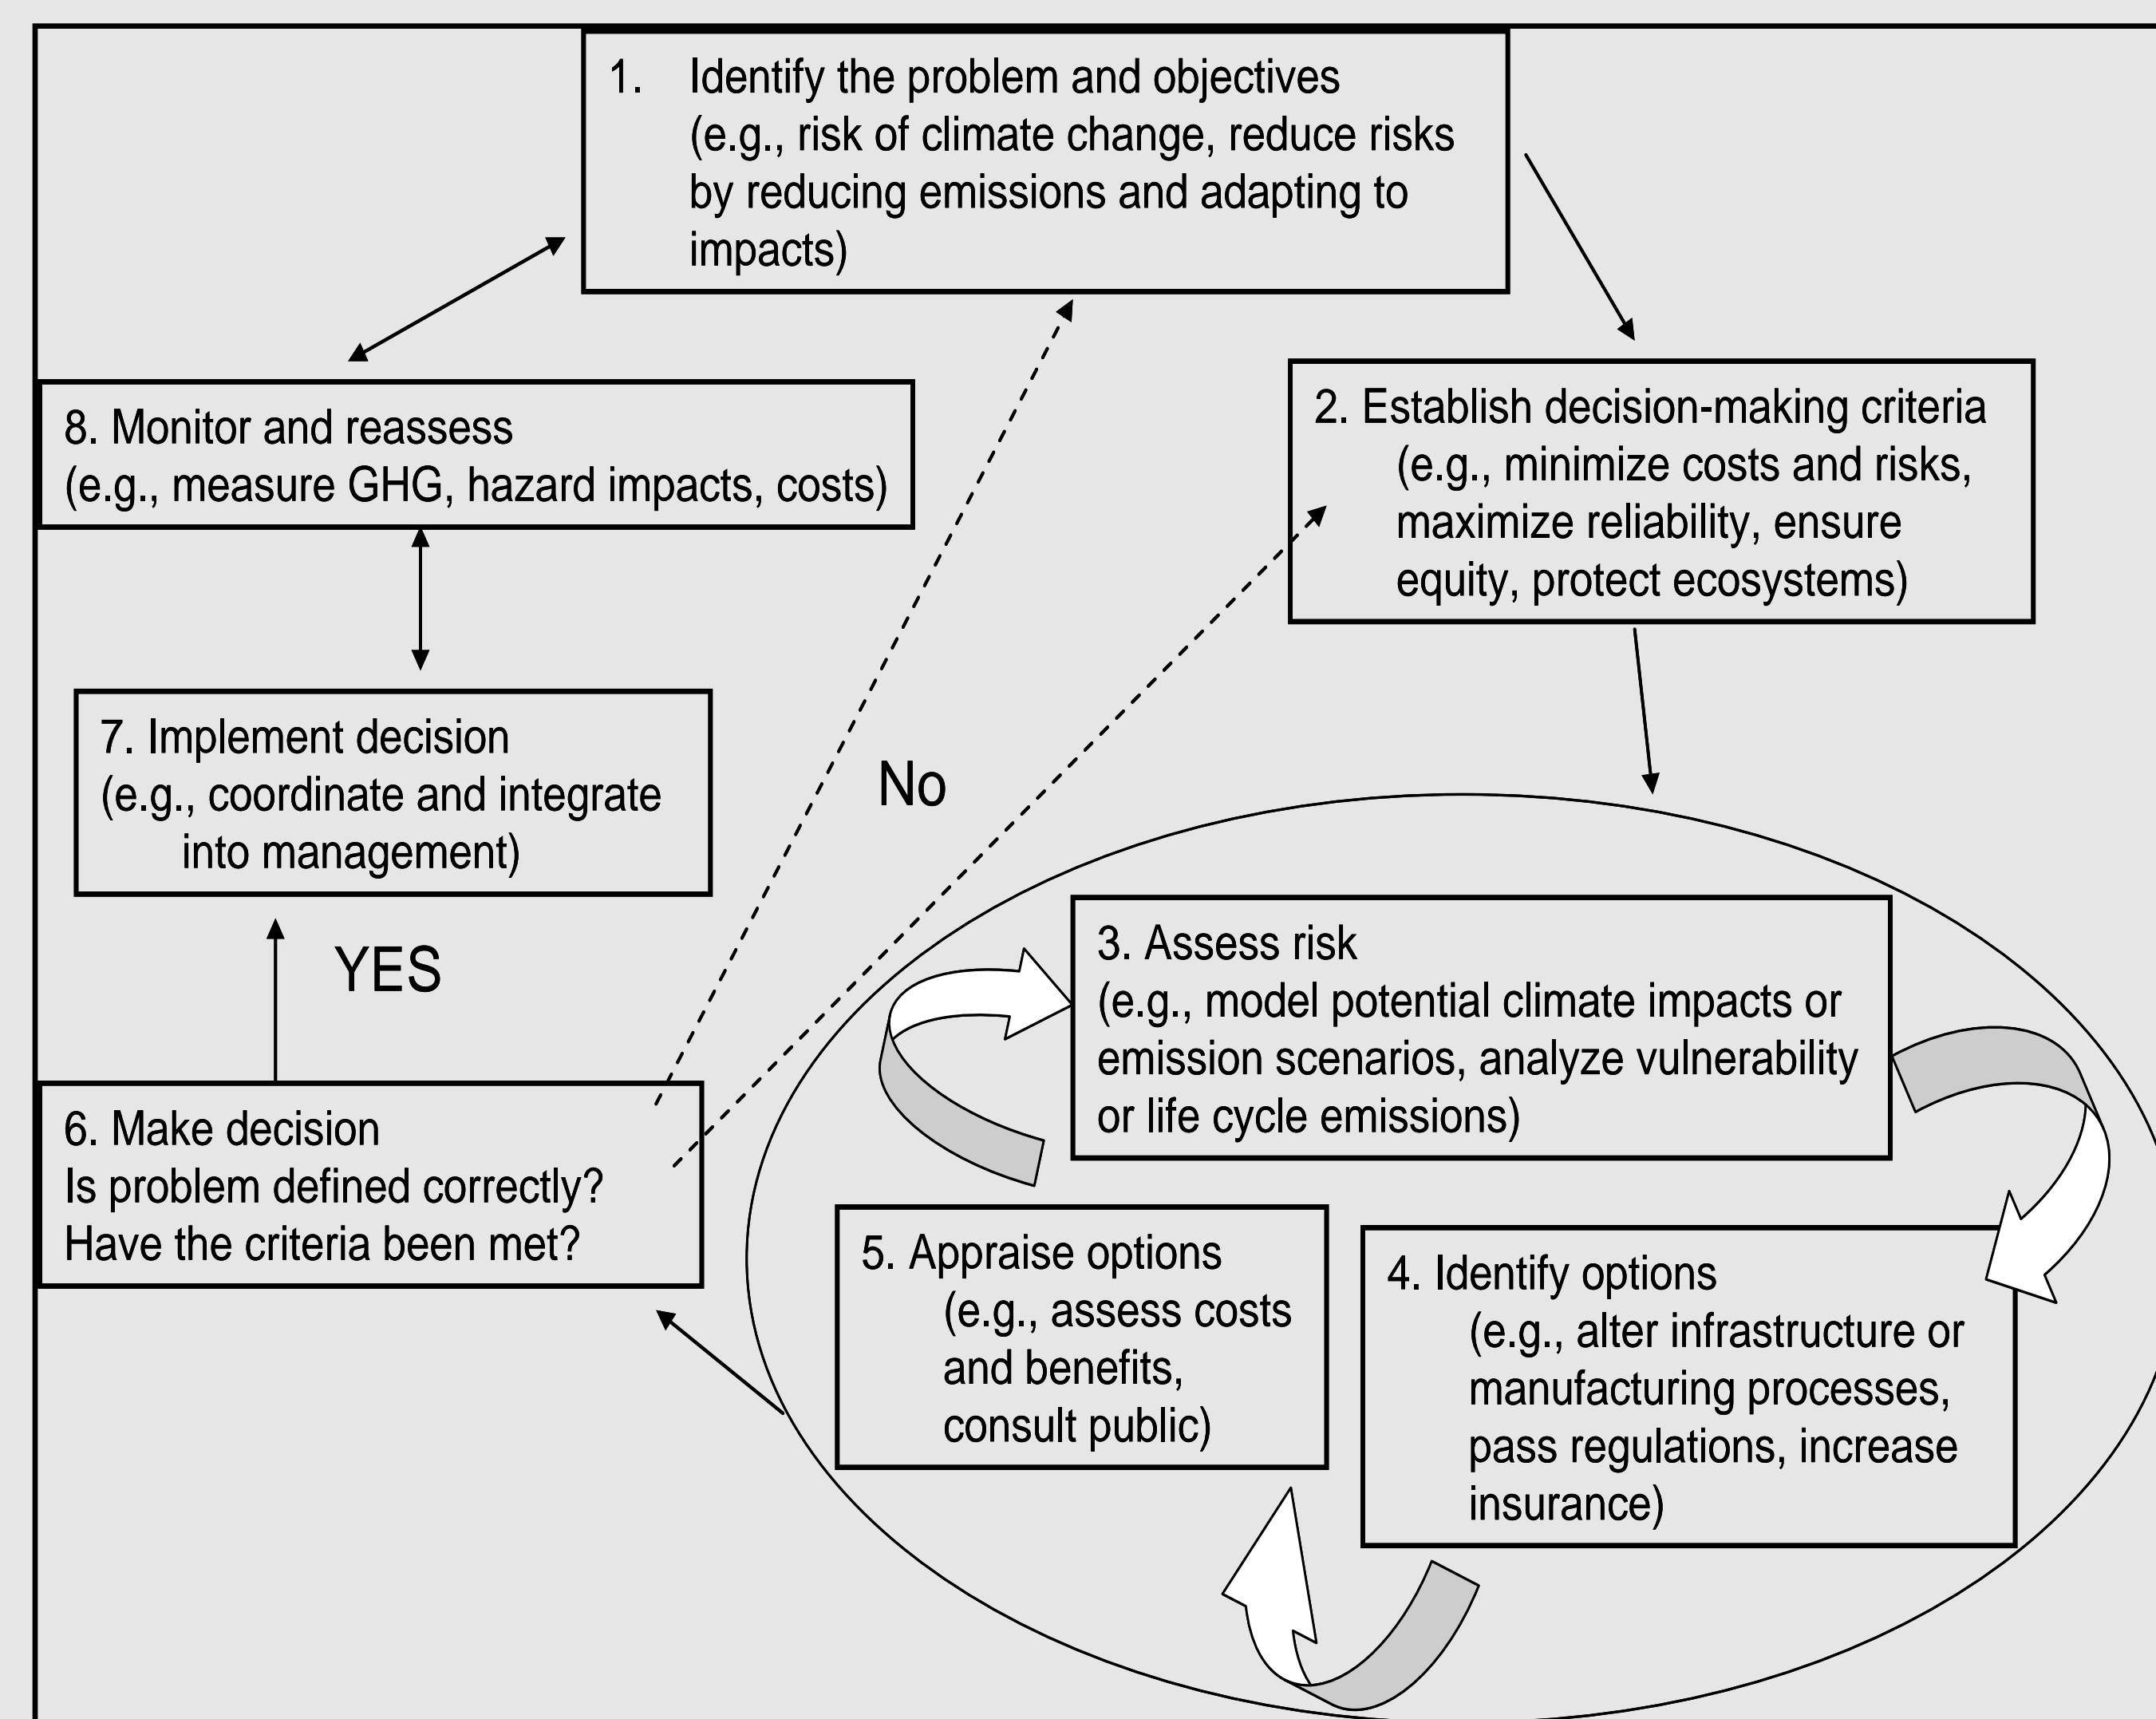 1. Identify the problem and objectives
(e.g., risk of climate change, reduce risks
by reducing emissions and adapting to
impacts)
2. Establish decision-making criteria
(e.g., minimize costs and risks,
maximize reliability, ensure
equity, protect ecosystems)
3. Assess risk
(e.g., model potential climate impacts or
emission scenarios, analyze vulnerability
or life cycle emissions)
4. Identify options
(e.g., alter infrastructure or
manufacturing processes,
pass regulations, increase
insurance)
5. Appraise options
(e.g., assess costs
and benefits,
consult public)
6. Make decision
Is problem defined correctly?
Have the criteria been met?
No
YES
7. Implement decision
(e.g., coordinate and integrate
into management)
8. Monitor and reassess
(e.g., measure GHG, hazard impacts, costs)